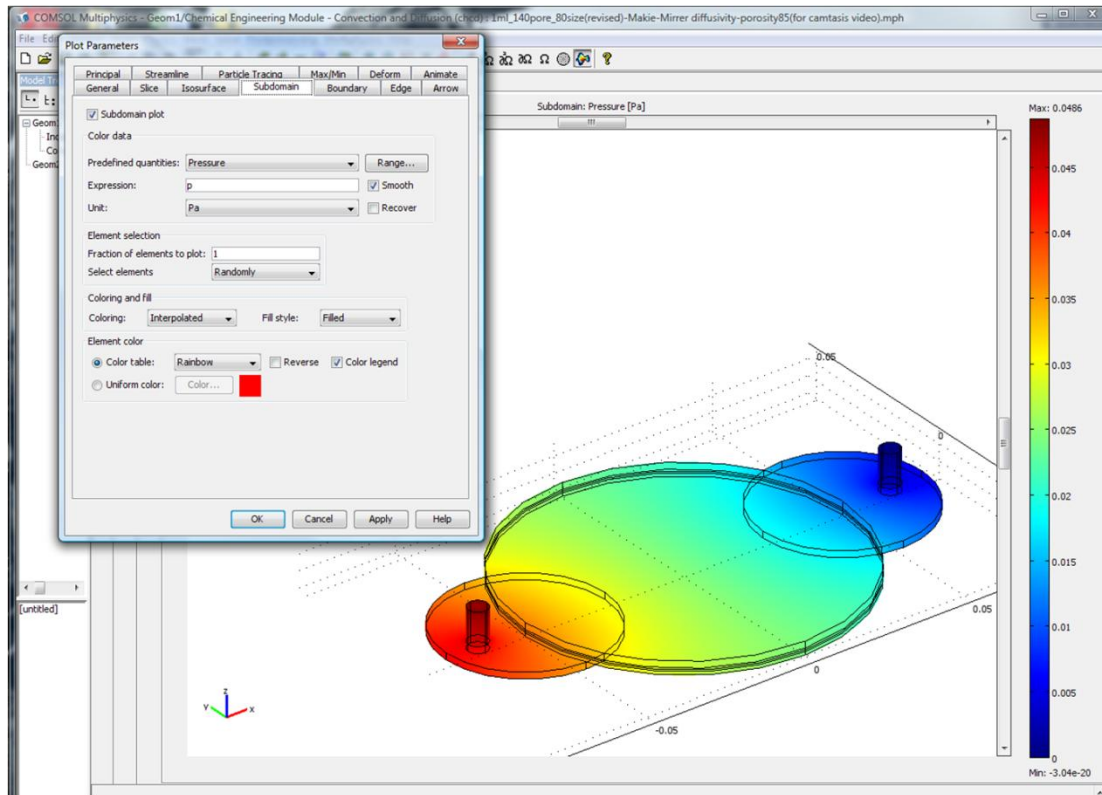 COMSOL Multiphysics - Geom1/Chemical Engineering Module - Convection and Diffusion (chcd) : 1ml_140pore_80size(revised)-Makie-Mirrer diffusivity-porosity85(for camtasis video).mph
File
Plot Parameters
Principal Streamline Particle Tracing Max/Min Deform Animate
General Slice Isosurface Subdomain Boundary Edge Arrow
Subdomain plot
Color data
Predefined quantities: Pressure Range...
Expression: p Smooth
Unit: Pa Recover
Element selection
Fraction of elements to plot: 1
Select elements Randomly
Coloring and fill
Coloring: Interpolated Fill style: Filled
Element color
Color table: Rainbow Reverse Color legend
Uniform color: Color...
OK Cancel Apply Help
Geom
Inc
Co
Geom
[untitled]
Subdomain: Pressure [Pa]
Max: 0.0486
0.045
0.04
0.035
0.03
0.025
0.02
0.015
0.01
0.005
0
Min: -3.04e-20
0.05
0
0.05
0
-0.05
z
y x